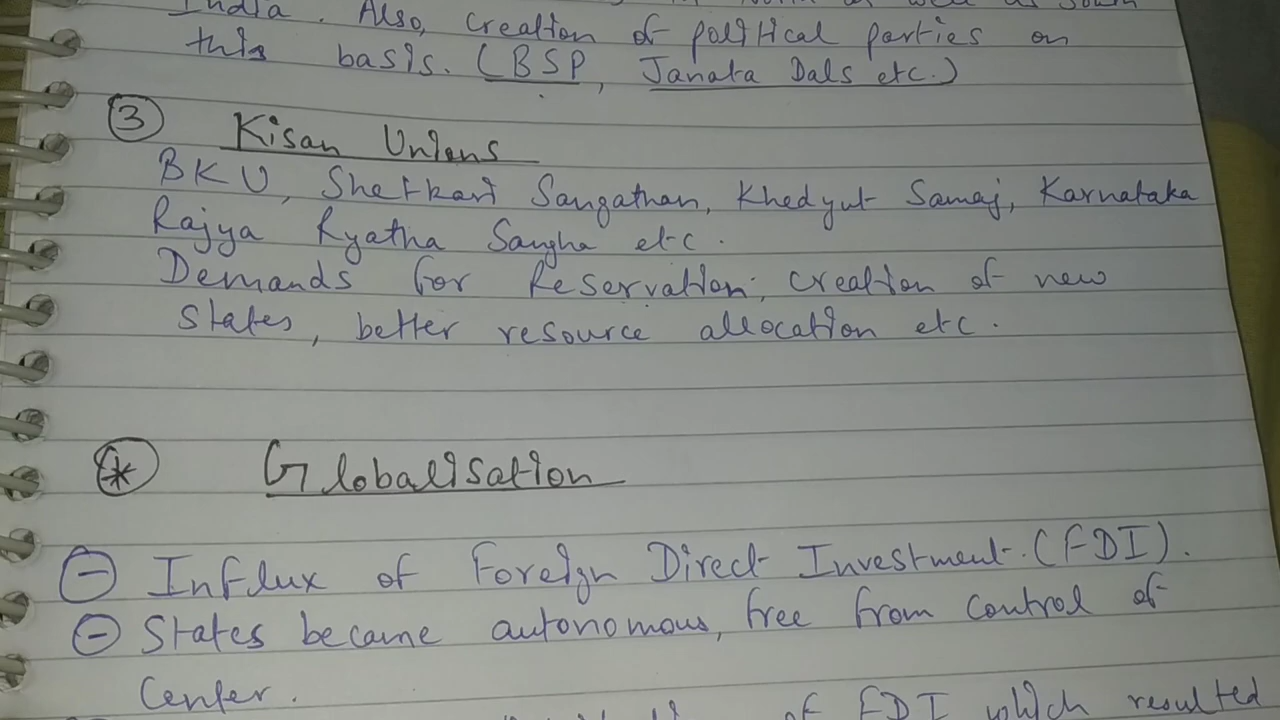 India. Also, creation of political parties on
this basis. (BSP, Janata Dals etc.)
③ Kisan Unions
BKU, Shetkari Sangathan, Khedyut Samaj, Karnataka
Rajya Ryatha Sangha etc.
Demands for Reservation, creation of new
states, better resource allocation etc.
* Globalisation
- Influx of Foreign Direct Investment. (FDI).
- States became autonomous, free from control of
Center.
of FDI which resulted